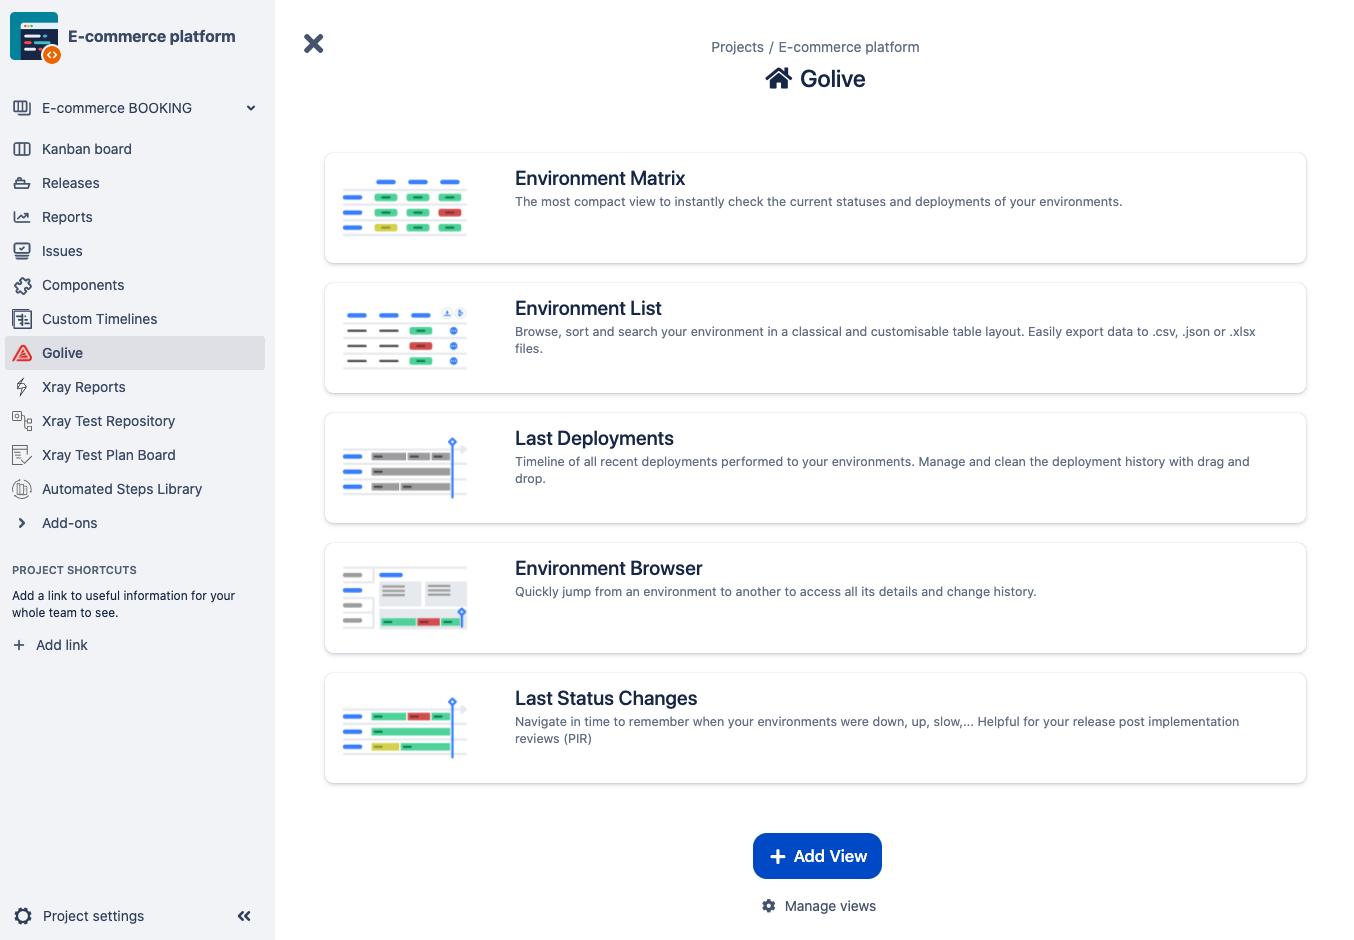 E-commerce platform
E-commerce BOOKING
Kanban board
Releases
Reports
Issues
Components
Custom Timelines
Golive
Xray Reports
Xray Test Repository
Xray Test Plan Board
Automated Steps Library
Add-ons
PROJECT SHORTCUTS
Add a link to useful information for your
whole team to see.
+ Add link
Project settings
Projects / E-commerce platform
Golive
Environment Matrix
The most compact view to instantly check the current statuses and deployments of your environments.
Environment List
Browse, sort and search your environment in a classical and customisable table layout. Easily export data to .csv, .json or .xlsx
files.
Last Deployments
Timeline of all recent deployments performed to your environments. Manage and clean the deployment history with drag and
drop.
Environment Browser
Quickly jump from an environment to another to access all its details and change history.
Last Status Changes
Navigate in time to remember when your environments were down, up, slow,... Helpful for your release post implementation
reviews (PIR)
+ Add View
Manage views